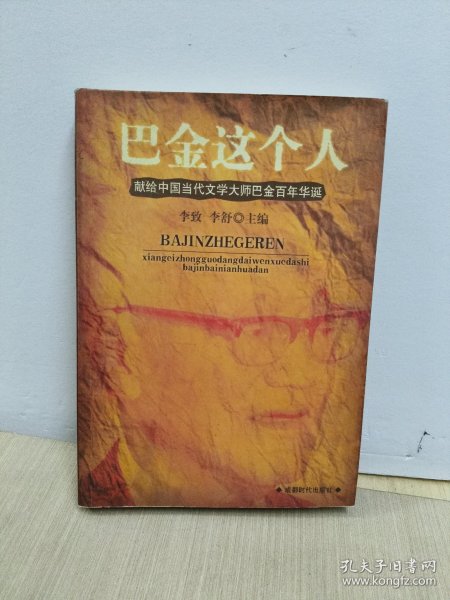 巴金这个人
献给中国当代文学大师巴金百年华诞
李致 李舒◎主编
BAJINZHEGEREN
xiangeizhongguodangdaiwenxuedashi
bajinbainianhuadan
◆成都时代出版社◆
孔夫子旧书网
www.kongfz.com